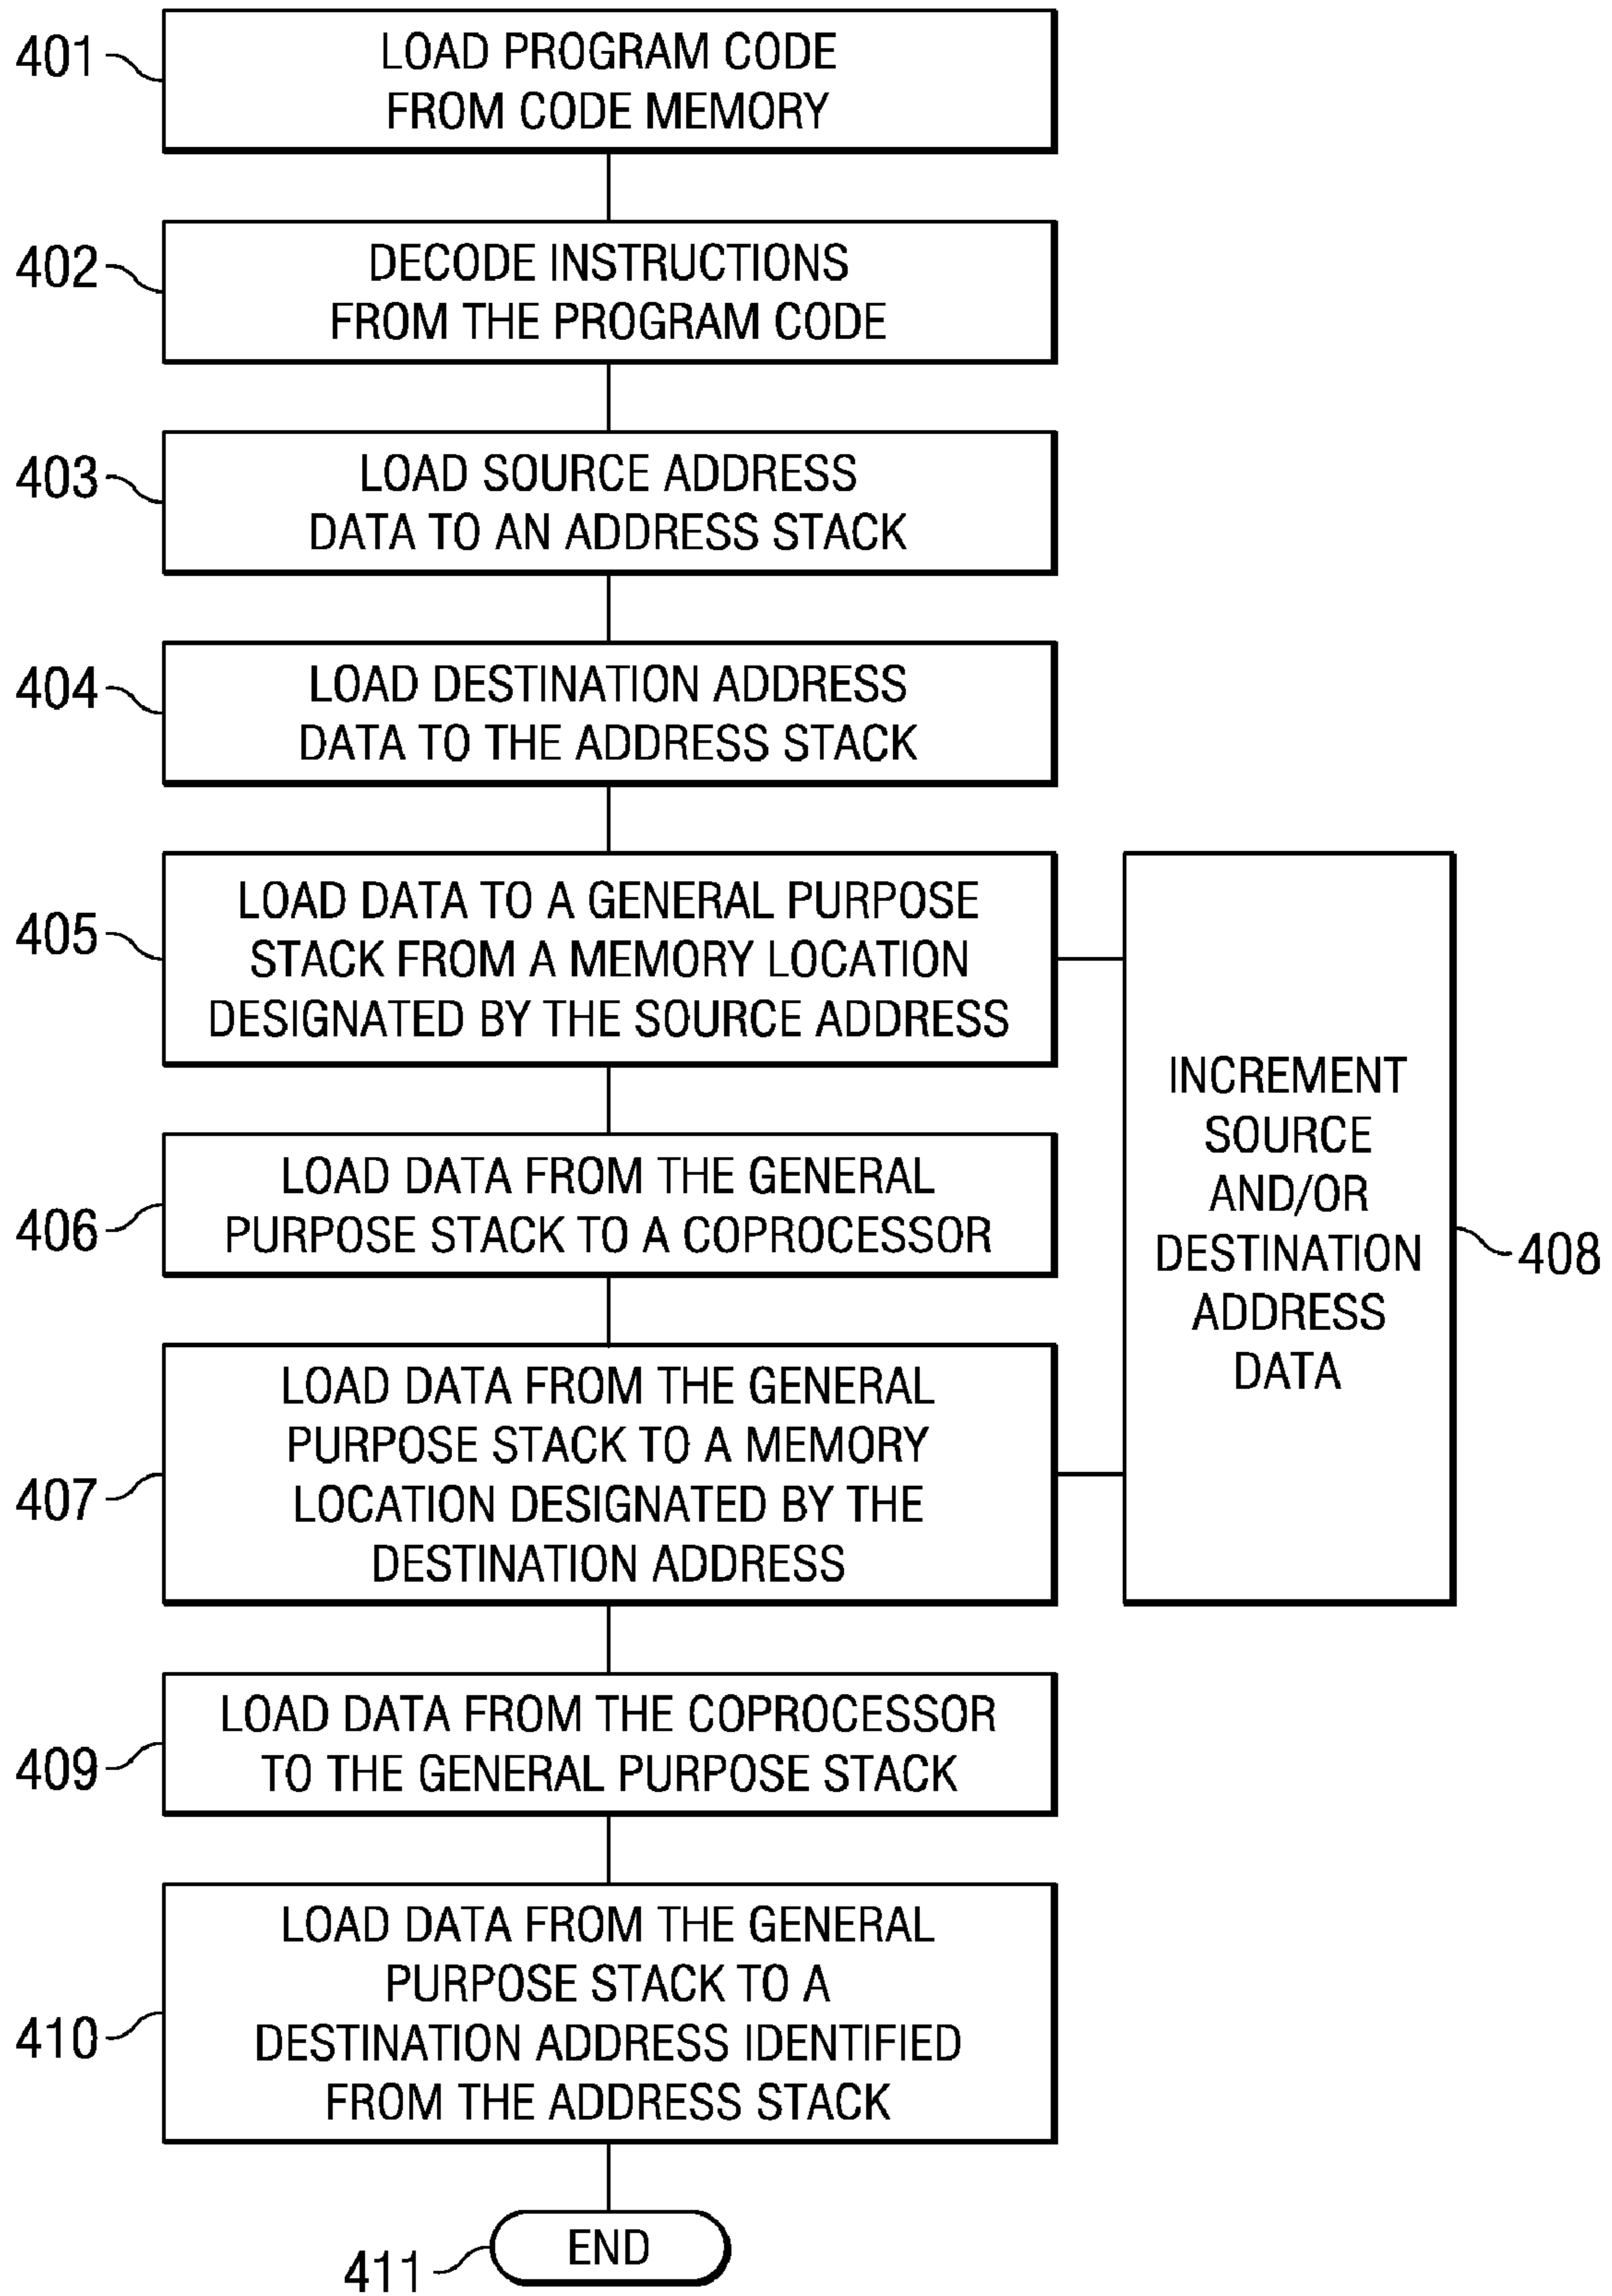 401
LOAD PROGRAM CODE
FROM CODE MEMORY
402
DECODE INSTRUCTIONS
FROM THE PROGRAM CODE
403
LOAD SOURCE ADDRESS
DATA TO AN ADDRESS STACK
404
LOAD DESTINATION ADDRESS
DATA TO THE ADDRESS STACK
405
LOAD DATA TO A GENERAL PURPOSE
STACK FROM A MEMORY LOCATION
DESIGNATED BY THE SOURCE ADDRESS
406
LOAD DATA FROM THE GENERAL
PURPOSE STACK TO A COPROCESSOR
407
LOAD DATA FROM THE GENERAL
PURPOSE STACK TO A MEMORY
LOCATION DESIGNATED BY THE
DESTINATION ADDRESS
INCREMENT
SOURCE
AND/OR
DESTINATION
ADDRESS
DATA
408
409
LOAD DATA FROM THE COPROCESSOR
TO THE GENERAL PURPOSE STACK
410
LOAD DATA FROM THE GENERAL
PURPOSE STACK TO A
DESTINATION ADDRESS IDENTIFIED
FROM THE ADDRESS STACK
411
END